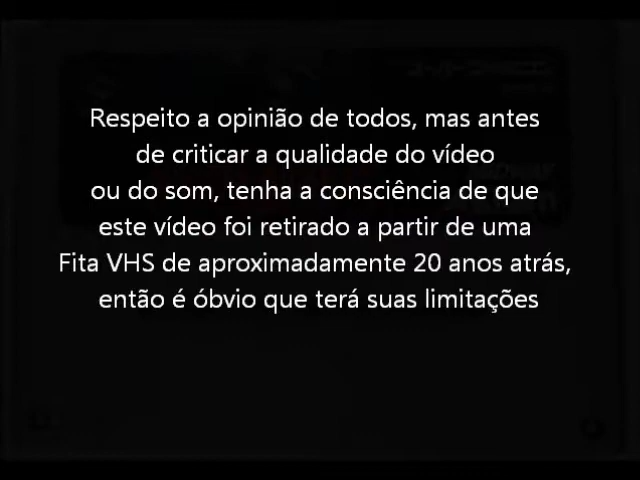 Respeito a opinião de todos, mas antes
de criticar a qualidade do vídeo
ou do som, tenha a consciência de que
este vídeo foi retirado a partir de uma
Fita VHS de aproximadamente 20 anos atrás,
então é óbvio que terá suas limitações